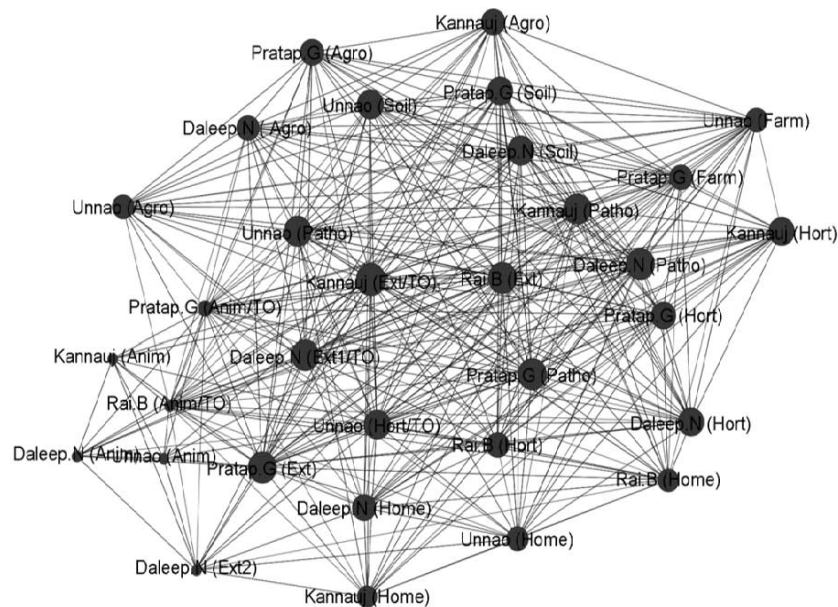 Kannauj (Agro)
Pratap.G (Agro)
Pratap.G (Soil)
Unnao (Soil)
Unnao (Farm)
Daleep.N ( Agro)
Daleep.N (Soil)
Pratap.G (Farm)
Unnao (Agro)
Kannauj (Patho)
Unnao (Patho)
Kannauj (Hort)
Daleep.N (Patho)
Kannauj (Ext/TO)
Rai.B (Ext)
Pratap.G (Anim/TO)
Pratap.G (Hort)
Kannauj (Anim)
Daleep.N (Ext1/TO)
Pratap.G (Patho)
Rai.B (Anim/TO)
Unnao (Hort/TO)
Daleep.N (Hort)
Rai.B (Hort)
Daleep.N (Anim)
Unnao (Anim)
Pratap.G (Ext)
Rai.B (Home)
Daleep.N (Home)
Unnao (Home)
Daleep.N (Ext2)
Kannauj (Home)